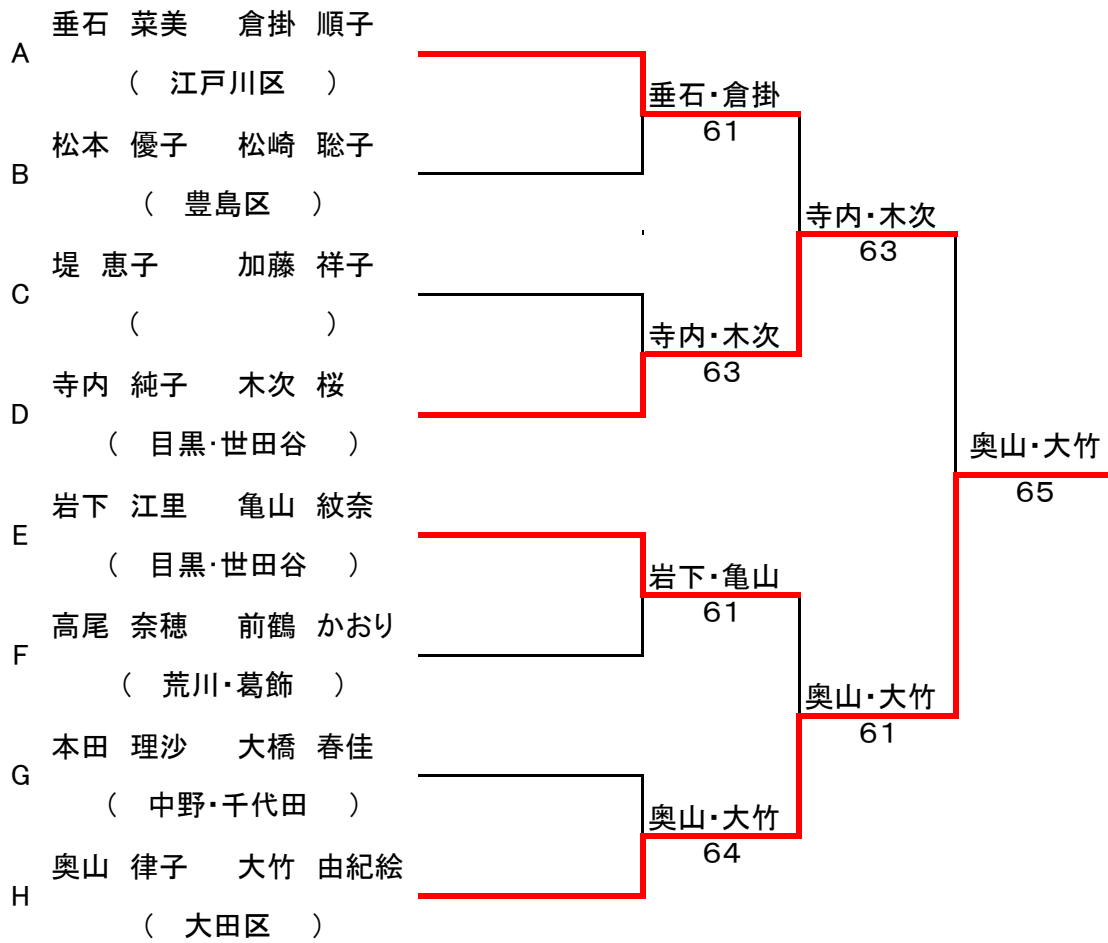 A
垂石 菜美 倉掛 順子
( 江戸川区 )
B
松本 優子 松崎 聡子
( 豊島区 )
C
堤 恵子 加藤 祥子
( )
D
寺内 純子 木次 桜
( 目黒・世田谷 )
E
岩下 江里 亀山 紋奈
( 目黒・世田谷 )
F
高尾 奈穂 前鶴 かおり
( 荒川・葛飾 )
G
本田 理沙 大橋 春佳
( 中野・千代田 )
H
奥山 律子 大竹 由紀絵
( 大田区 )
垂石・倉掛
61
寺内・木次
63
岩下・亀山
61
奥山・大竹
64
寺内・木次
63
奥山・大竹
61
奥山・大竹
65